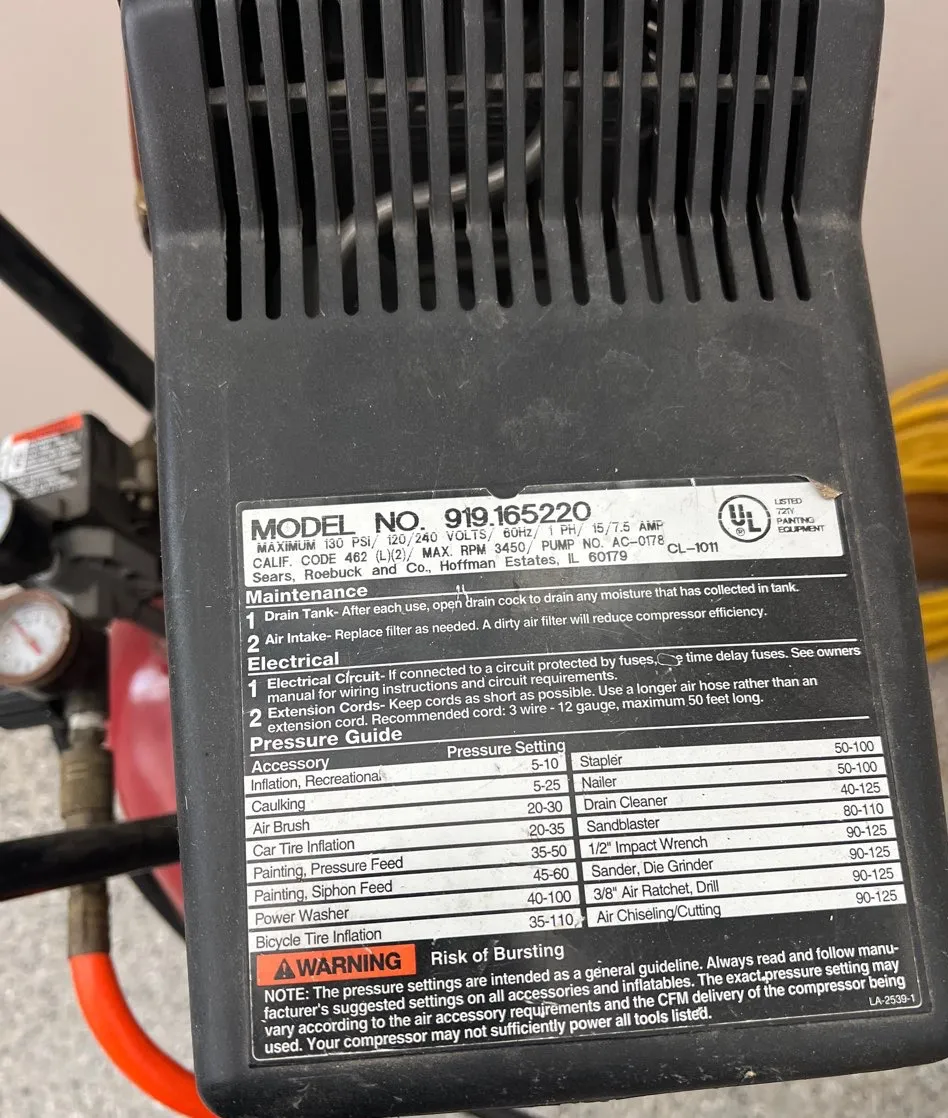 MODEL NO. 919.165220
MAXIMUM 130 PSI/ 120/240 VOLTS/ 60Hz/ 1 PH/ 15/7.5 AMP
CALIF. CODE 462 (L)(2)/ MAX. RPM 3450/ PUMP NO. AC-0178 CL-1011
Sears, Roebuck and Co., Hoffman Estates, IL 60179
UL
LISTED
727Y
PAINTING
EQUIPMENT
Maintenance
1 Drain Tank- After each use, open drain cock to drain any moisture that has collected in tank.
2 Air Intake- Replace filter as needed. A dirty air filter will reduce compressor efficiency.
Electrical
1 Electrical Circuit- If connected to a circuit protected by fuses, time delay fuses. See owners
manual for wiring instructions and circuit requirements.
2 Extension Cords- Keep cords as short as possible. Use a longer air hose rather than an
extension cord. Recommended cord: 3 wire - 12 gauge, maximum 50 feet long.
Pressure Guide
Accessory Pressure Setting
Inflation, Recreational 5-10
Caulking 5-25
Air Brush 20-30
Car Tire Inflation 20-35
Painting, Pressure Feed 35-50
Painting, Siphon Feed 45-60
Power Washer 40-100
Bicycle Tire Inflation 35-110
Stapler 50-100
Nailer 50-100
Drain Cleaner 40-125
Sandblaster 80-110
1/2" Impact Wrench 90-125
Sander, Die Grinder 90-125
3/8" Air Ratchet, Drill 90-125
Air Chiseling/Cutting 90-125
WARNING Risk of Bursting
NOTE: The pressure settings are intended as a general guideline. Always read and follow manu-
facturer's suggested settings on all accessories and inflatables. The exact pressure setting may
vary according to the air accessory requirements and the CFM delivery of the compressor being
used. Your compressor may not sufficiently power all tools listed.
LA-2539-1